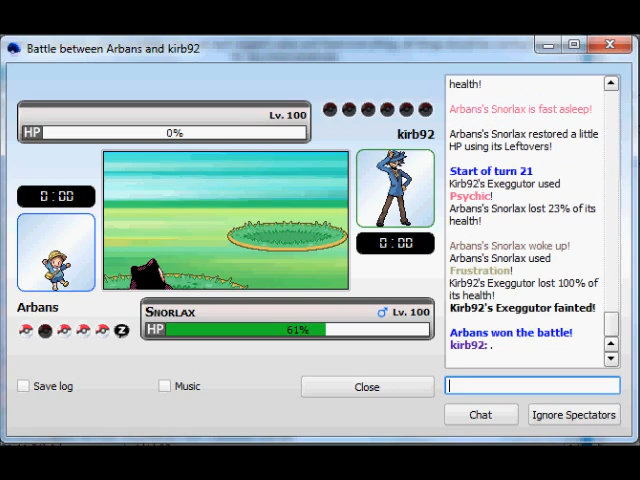 Battle between Arbans and kirb92
Lv. 100
HP
0%
kirb92
0:00
0:00
Arbans
SNORLAX
♂ Lv. 100
HP
61%
Z
Save log
Music
Close
health!
Arbans's Snorlax is fast asleep!
Arbans's Snorlax restored a little
HP using its Leftovers!
Start of turn 21
Kirb92's Exeggutor used
Psychic!
Arbans's Snorlax lost 23% of its
health!
Arbans's Snorlax woke up!
Arbans's Snorlax used
Frustration!
Kirb92's Exeggutor lost 100% of
its health!
Kirb92's Exeggutor fainted!
Arbans won the battle!
kirb92: .
Chat
Ignore Spectators